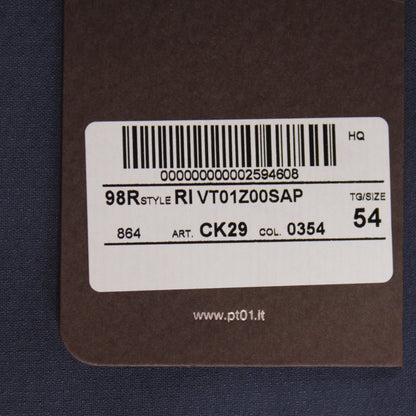 HQ
000000000002594608
98R STYLE RI VT01Z00SAP TG/SIZE
864 ART. CK29 COL. 0354 54
www.pt01.it